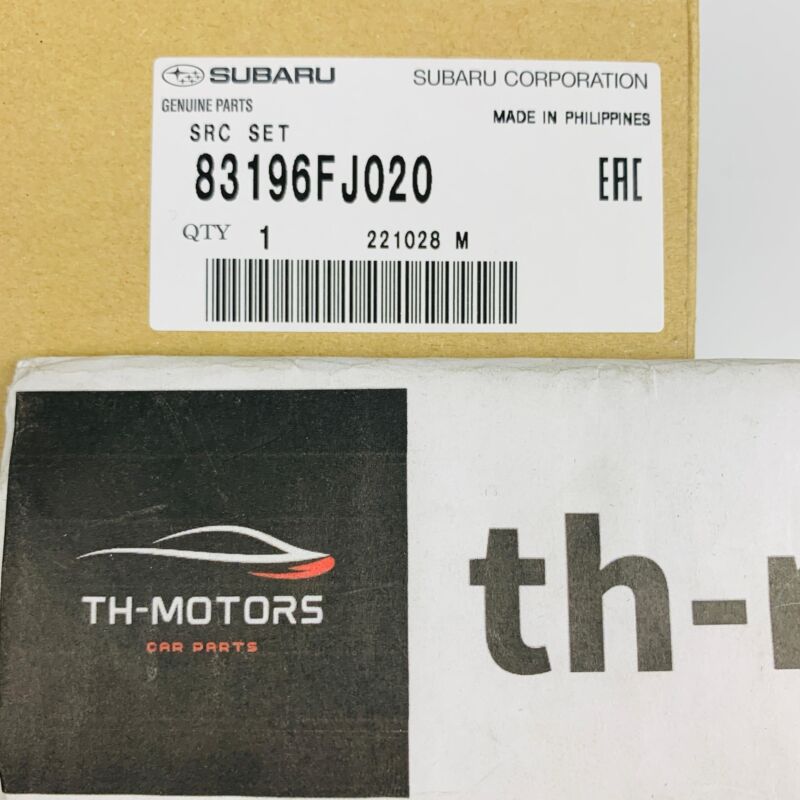 SUBARU SUBARU CORPORATION
GENUINE PARTS
MADE IN PHILIPPINES
SRC SET
83196FJ020
EAC
QTY 1 221028 M
TH-MOTORS
CAR PARTS
th-